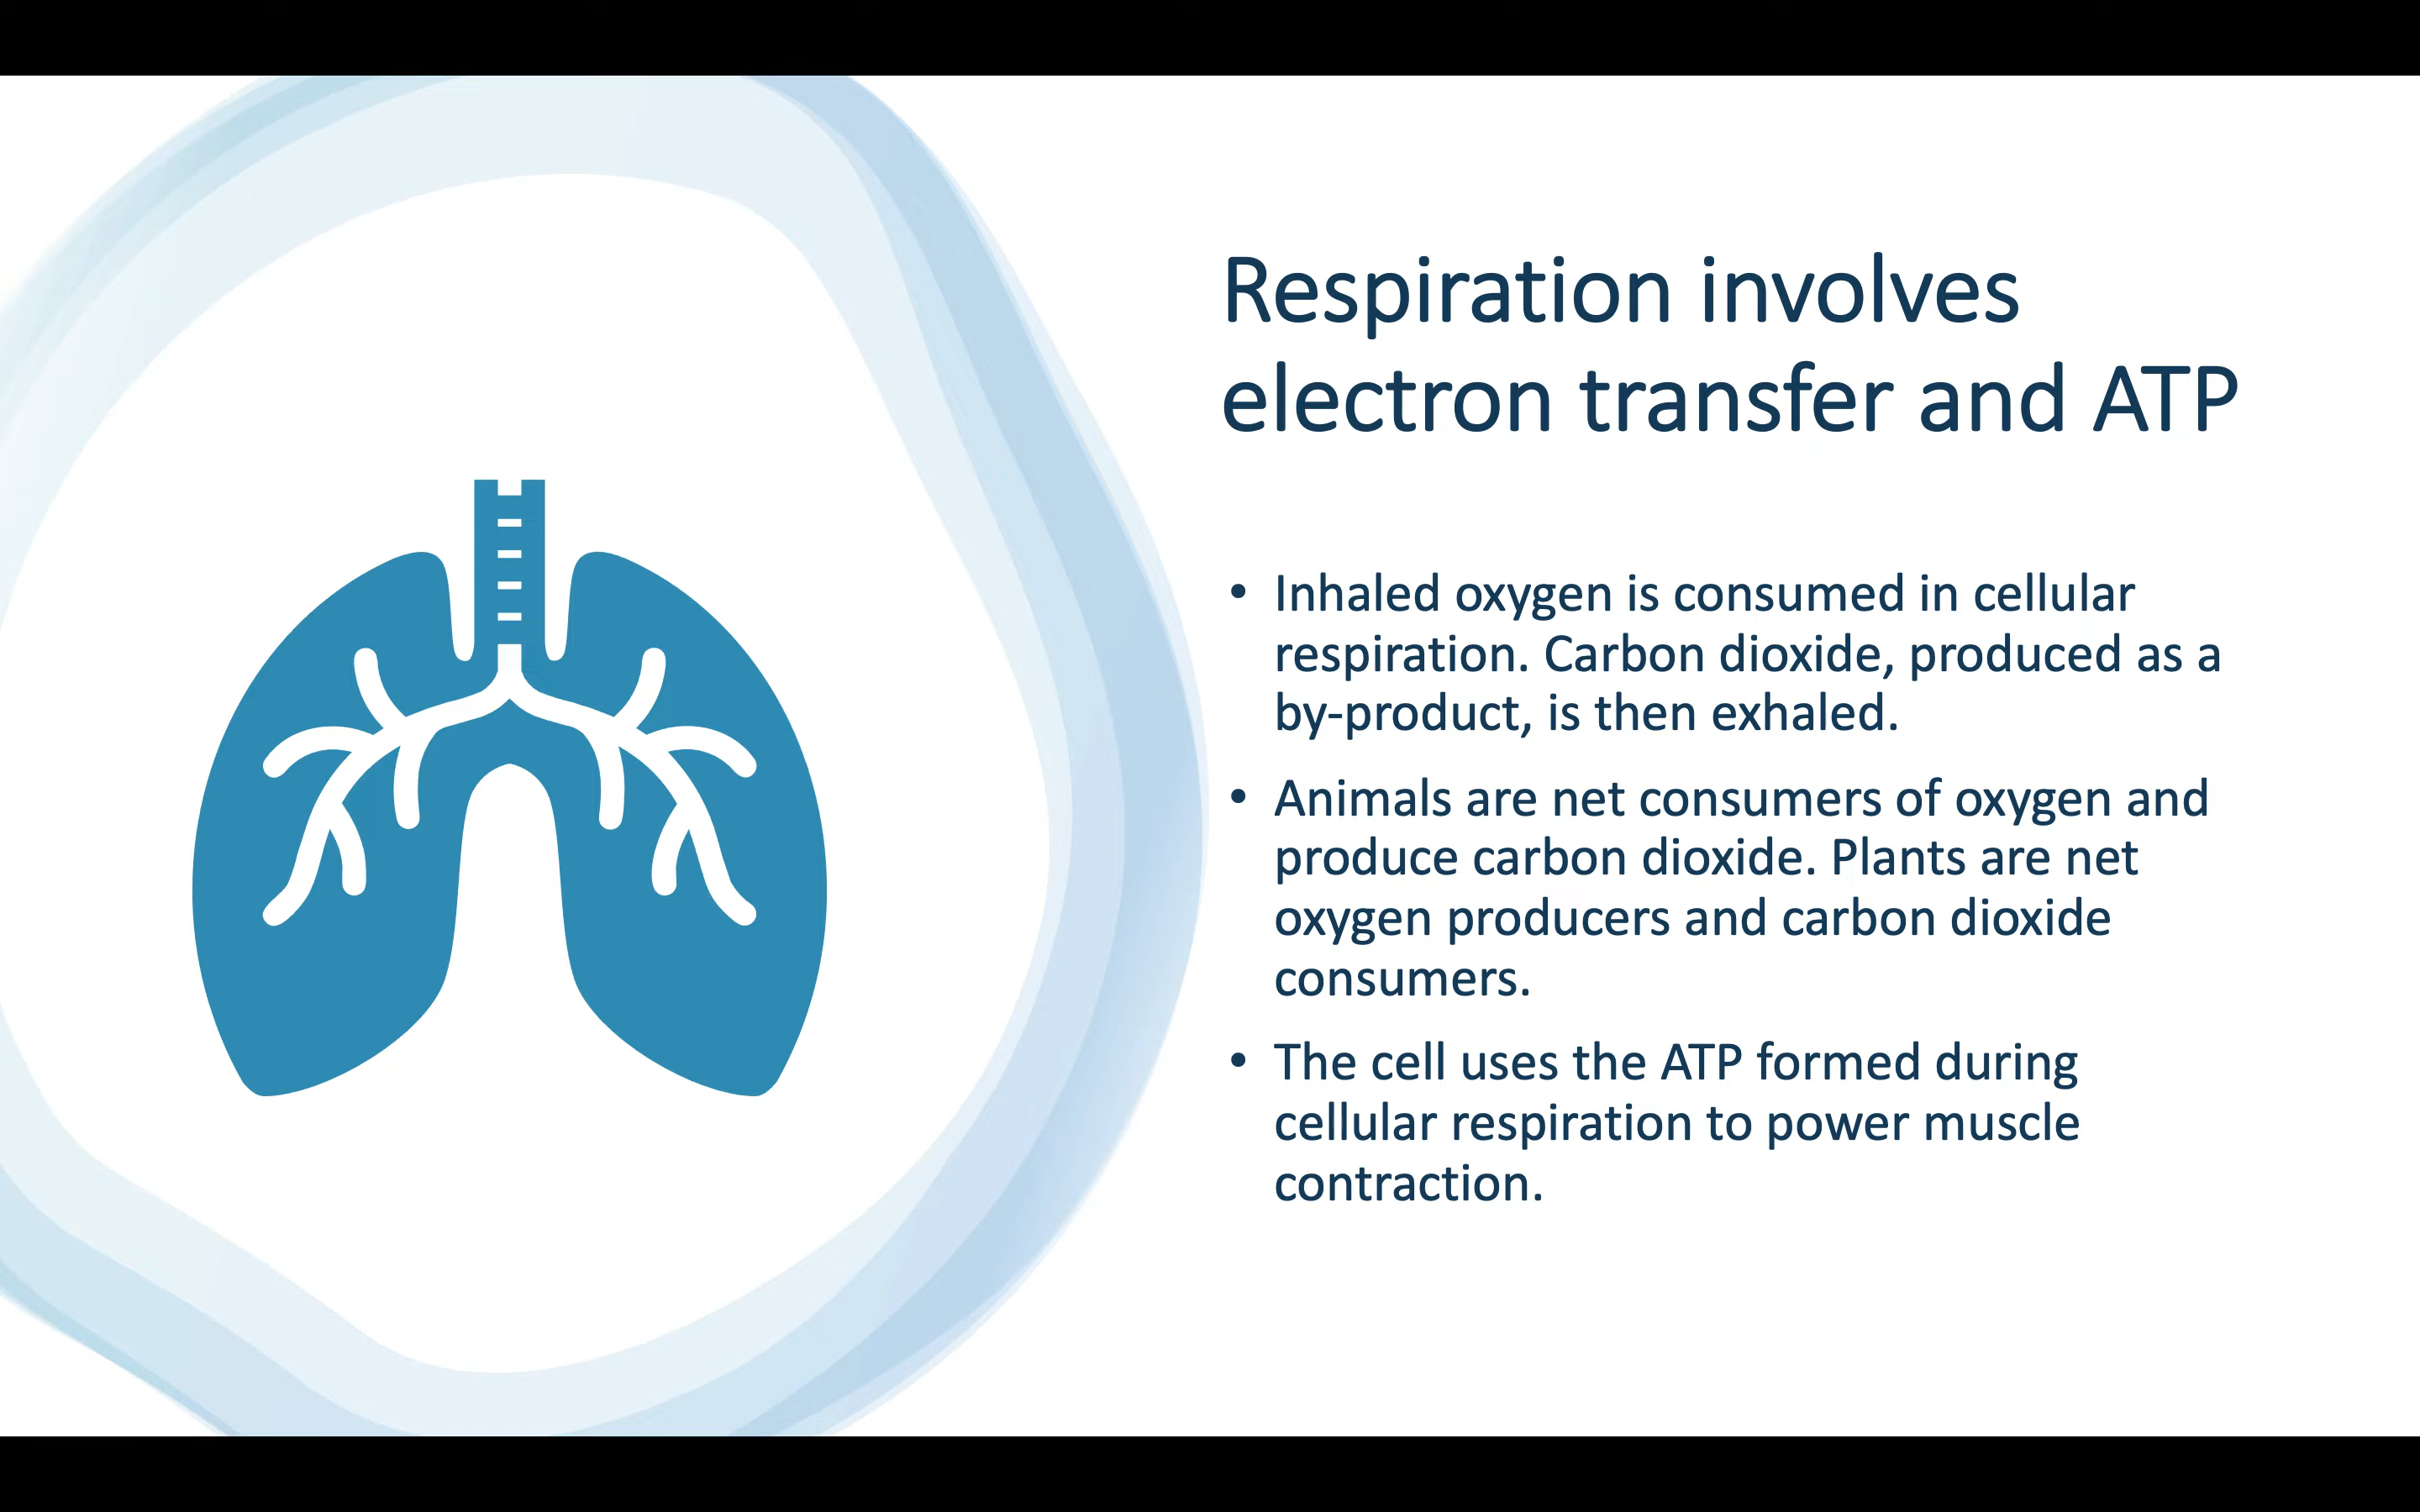 Respiration involves
electron transfer and ATP
• Inhaled oxygen is consumed in cellular
respiration. Carbon dioxide, produced as a
by-product, is then exhaled.
• Animals are net consumers of oxygen and
produce carbon dioxide. Plants are net
oxygen producers and carbon dioxide
consumers.
• The cell uses the ATP formed during
cellular respiration to power muscle
contraction.